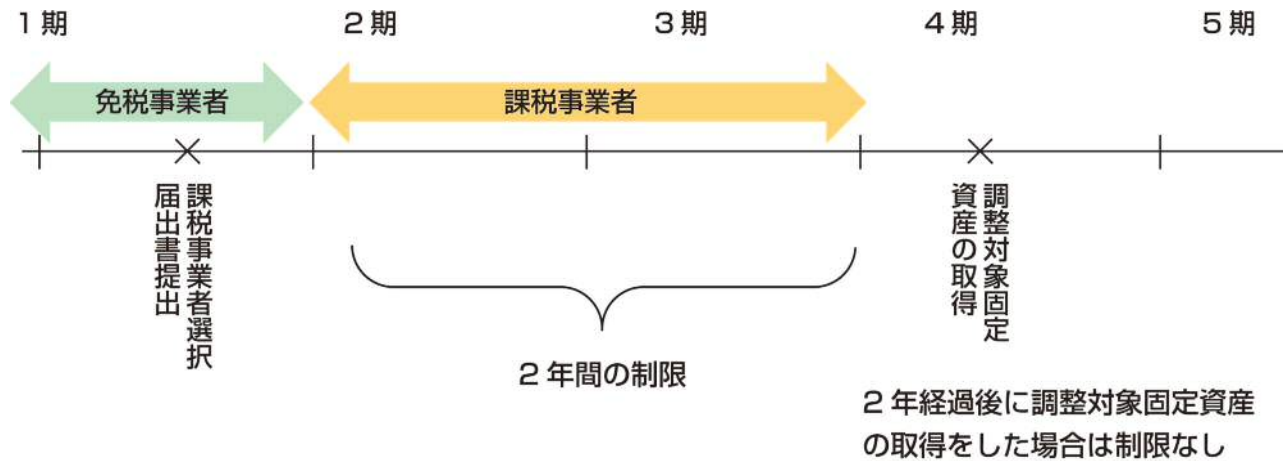 1期
2期
3期
4期
5期
免税事業者
課税事業者
課税事業者選択
届出書提出
調整対象固定
資産の取得
2年間の制限
2年経過後に調整対象固定資産
の取得をした場合は制限なし